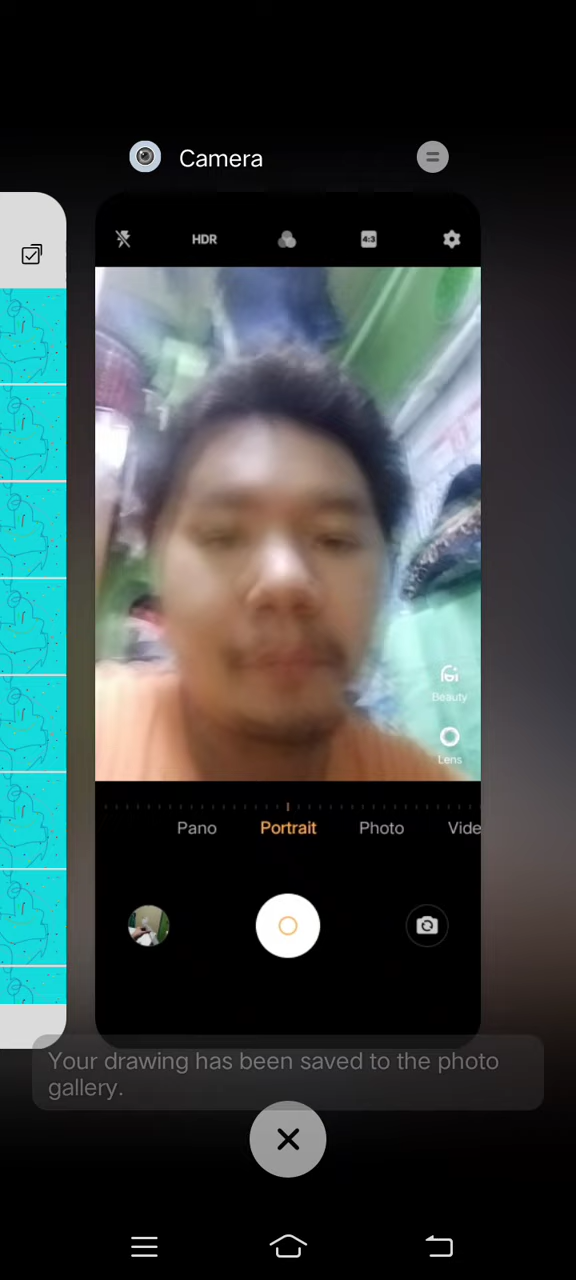 Camera
HDR
4:3
Beauty
Lens
Pano Portrait Photo Vide
Your drawing has been saved to the photo
gallery.